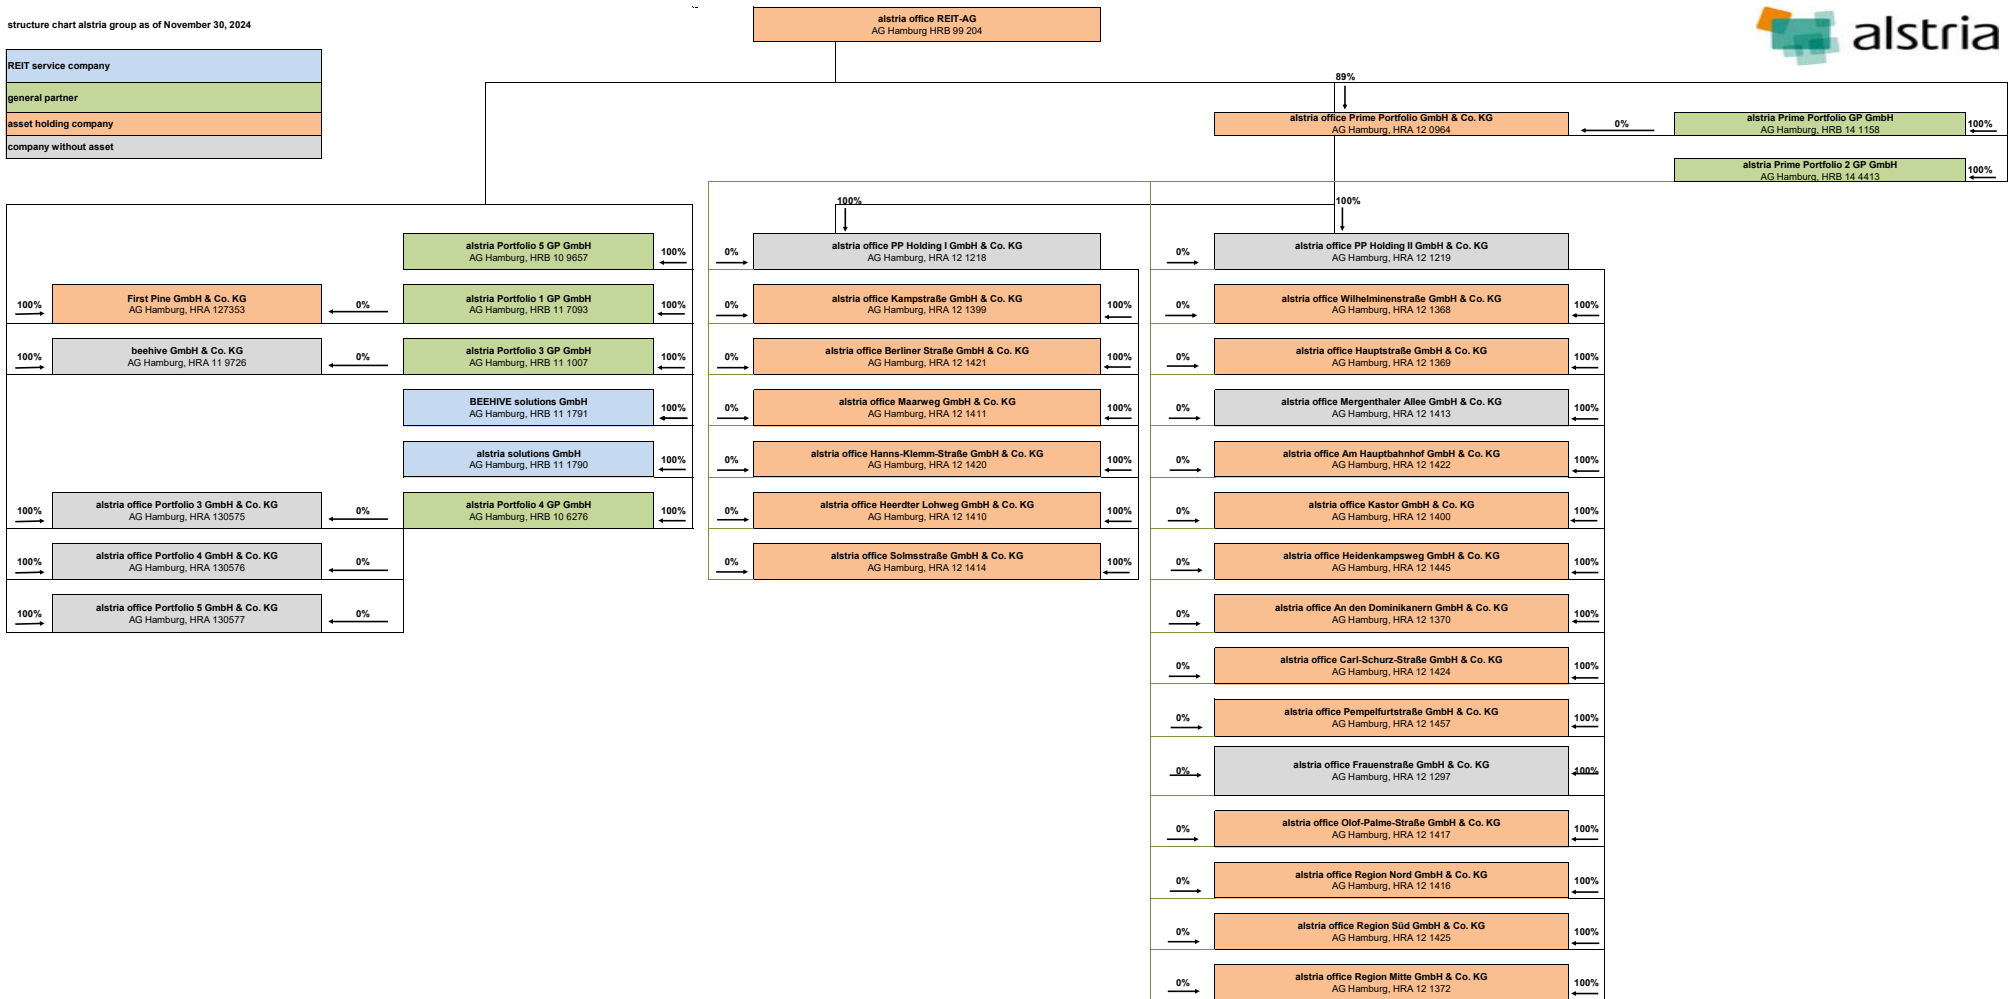 structure chart alstria group as of November 30, 2024
REIT service company
general partner
asset holding company
company without asset
alstria office REIT-AG
AG Hamburg HRB 99 204
alstria
89%
alstria office Prime Portfolio GmbH & Co. KG
AG Hamburg, HRA 12 0964
0%
alstria Prime Portfolio GP GmbH
AG Hamburg, HRB 14 1158
100%
alstria Prime Portfolio 2 GP GmbH
AG Hamburg, HRB 14 4413
100%
alstria Portfolio 5 GP GmbH
AG Hamburg, HRB 10 9657
100%
100%
First Pine GmbH & Co. KG
AG Hamburg, HRA 127353
0%
alstria Portfolio 1 GP GmbH
AG Hamburg, HRB 11 7093
100%
100%
beehive GmbH & Co. KG
AG Hamburg, HRA 11 9726
0%
alstria Portfolio 3 GP GmbH
AG Hamburg, HRB 11 1007
100%
BEEHIVE solutions GmbH
AG Hamburg, HRB 11 1791
100%
alstria solutions GmbH
AG Hamburg, HRB 11 1790
100%
100%
alstria office Portfolio 3 GmbH & Co. KG
AG Hamburg, HRA 130575
0%
alstria Portfolio 4 GP GmbH
AG Hamburg, HRB 10 6276
100%
100%
alstria office Portfolio 4 GmbH & Co. KG
AG Hamburg, HRA 130576
0%
100%
alstria office Portfolio 5 GmbH & Co. KG
AG Hamburg, HRA 130577
0%
100%
0%
alstria office PP Holding I GmbH & Co. KG
AG Hamburg, HRA 12 1218
0%
alstria office Kampstraße GmbH & Co. KG
AG Hamburg, HRA 12 1399
100%
0%
alstria office Berliner Straße GmbH & Co. KG
AG Hamburg, HRA 12 1421
100%
0%
alstria office Maarweg GmbH & Co. KG
AG Hamburg, HRA 12 1411
100%
0%
alstria office Hanns-Klemm-Straße GmbH & Co. KG
AG Hamburg, HRA 12 1420
100%
0%
alstria office Heerdter Lohweg GmbH & Co. KG
AG Hamburg, HRA 12 1410
100%
0%
alstria office Solmsstraße GmbH & Co. KG
AG Hamburg, HRA 12 1414
100%
100%
0%
alstria office PP Holding II GmbH & Co. KG
AG Hamburg, HRA 12 1219
0%
alstria office Wilhelminenstraße GmbH & Co. KG
AG Hamburg, HRA 12 1368
100%
0%
alstria office Hauptstraße GmbH & Co. KG
AG Hamburg, HRA 12 1369
100%
0%
alstria office Mergenthaler Allee GmbH & Co. KG
AG Hamburg, HRA 12 1413
100%
0%
alstria office Am Hauptbahnhof GmbH & Co. KG
AG Hamburg, HRA 12 1422
100%
0%
alstria office Kastor GmbH & Co. KG
AG Hamburg, HRA 12 1400
100%
0%
alstria office Heidenkampsweg GmbH & Co. KG
AG Hamburg, HRA 12 1445
100%
0%
alstria office An den Dominikanern GmbH & Co. KG
AG Hamburg, HRA 12 1370
100%
0%
alstria office Carl-Schurz-Straße GmbH & Co. KG
AG Hamburg, HRA 12 1424
100%
0%
alstria office Pempelfurtstraße GmbH & Co. KG
AG Hamburg, HRA 12 1457
100%
0%
alstria office Frauenstraße GmbH & Co. KG
AG Hamburg, HRA 12 1297
100%
0%
alstria office Olof-Palme-Straße GmbH & Co. KG
AG Hamburg, HRA 12 1417
100%
0%
alstria office Region Nord GmbH & Co. KG
AG Hamburg, HRA 12 1416
100%
0%
alstria office Region Süd GmbH & Co. KG
AG Hamburg, HRA 12 1425
100%
0%
alstria office Region Mitte GmbH & Co. KG
AG Hamburg, HRA 12 1372
100%